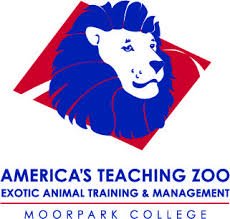 AMERICA'S TEACHING ZOO
EXOTIC ANIMAL TRAINING & MANAGEMENT
MOORPARK COLLEGE